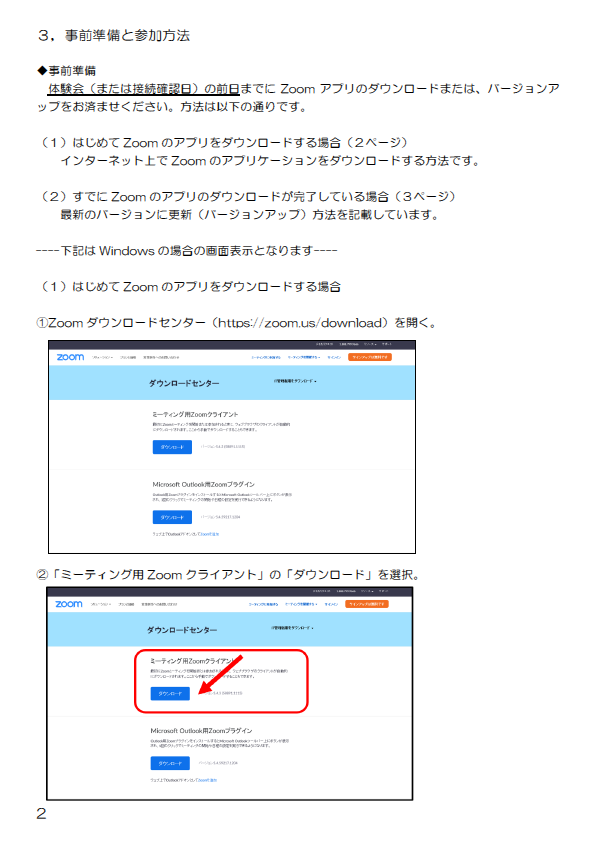 ３，事前準備と参加方法
◆事前準備
体験会（または接続確認日）の前日までに Zoom アプリのダウンロードまたは、バージョンア
ップをお済ませください。方法は以下の通りです。
（１）はじめて Zoom のアプリをダウンロードする場合（２ページ）
インターネット上で Zoom のアプリケーションをダウンロードする方法です。
（２）すでに Zoom のアプリのダウンロードが完了している場合（３ページ）
最新のバージョンに更新（バージョンアップ）方法を記載しています。
----下記は Windows の場合の画面表示となります----
（１）はじめて Zoom のアプリをダウンロードする場合
①Zoom ダウンロードセンター（https://zoom.us/download）を開く。
zoom
ダウンロードセンター
ミーティング用Zoomクライアント
ダウンロード
Microsoft Outlook用Zoomプラグイン
ダウンロード
②「ミーティング用 Zoom クライアント」の「ダウンロード」を選択。
zoom
ダウンロードセンター
ミーティング用Zoomクライアント
ダウンロード
Microsoft Outlook用Zoomプラグイン
ダウンロード
2